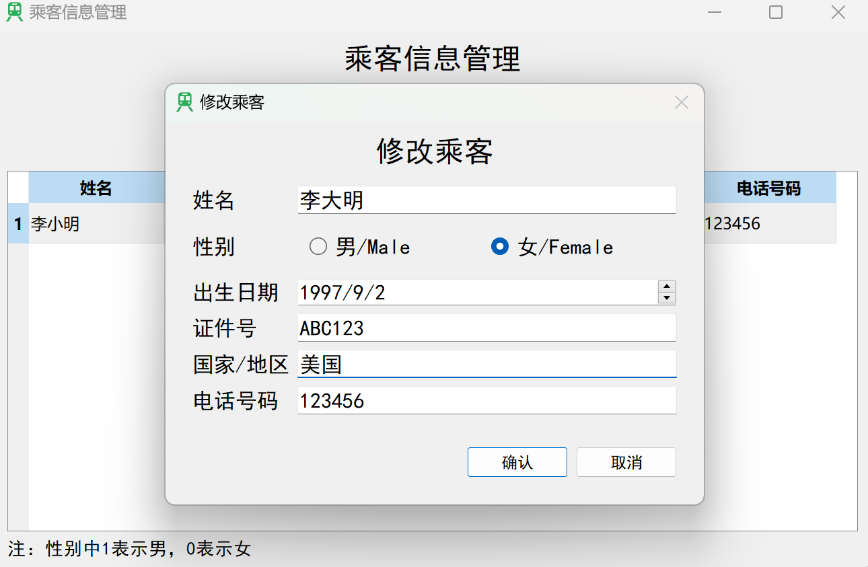 乘客信息管理
乘客信息管理
修改乘客
修改乘客
姓名 电话号码
1 李小明 123456
姓名 李大明
性别 男/Male 女/Female
出生日期 1997/9/2
证件号 ABC123
国家/地区 美国
电话号码 123456
确认 取消
注：性别中1表示男，0表示女